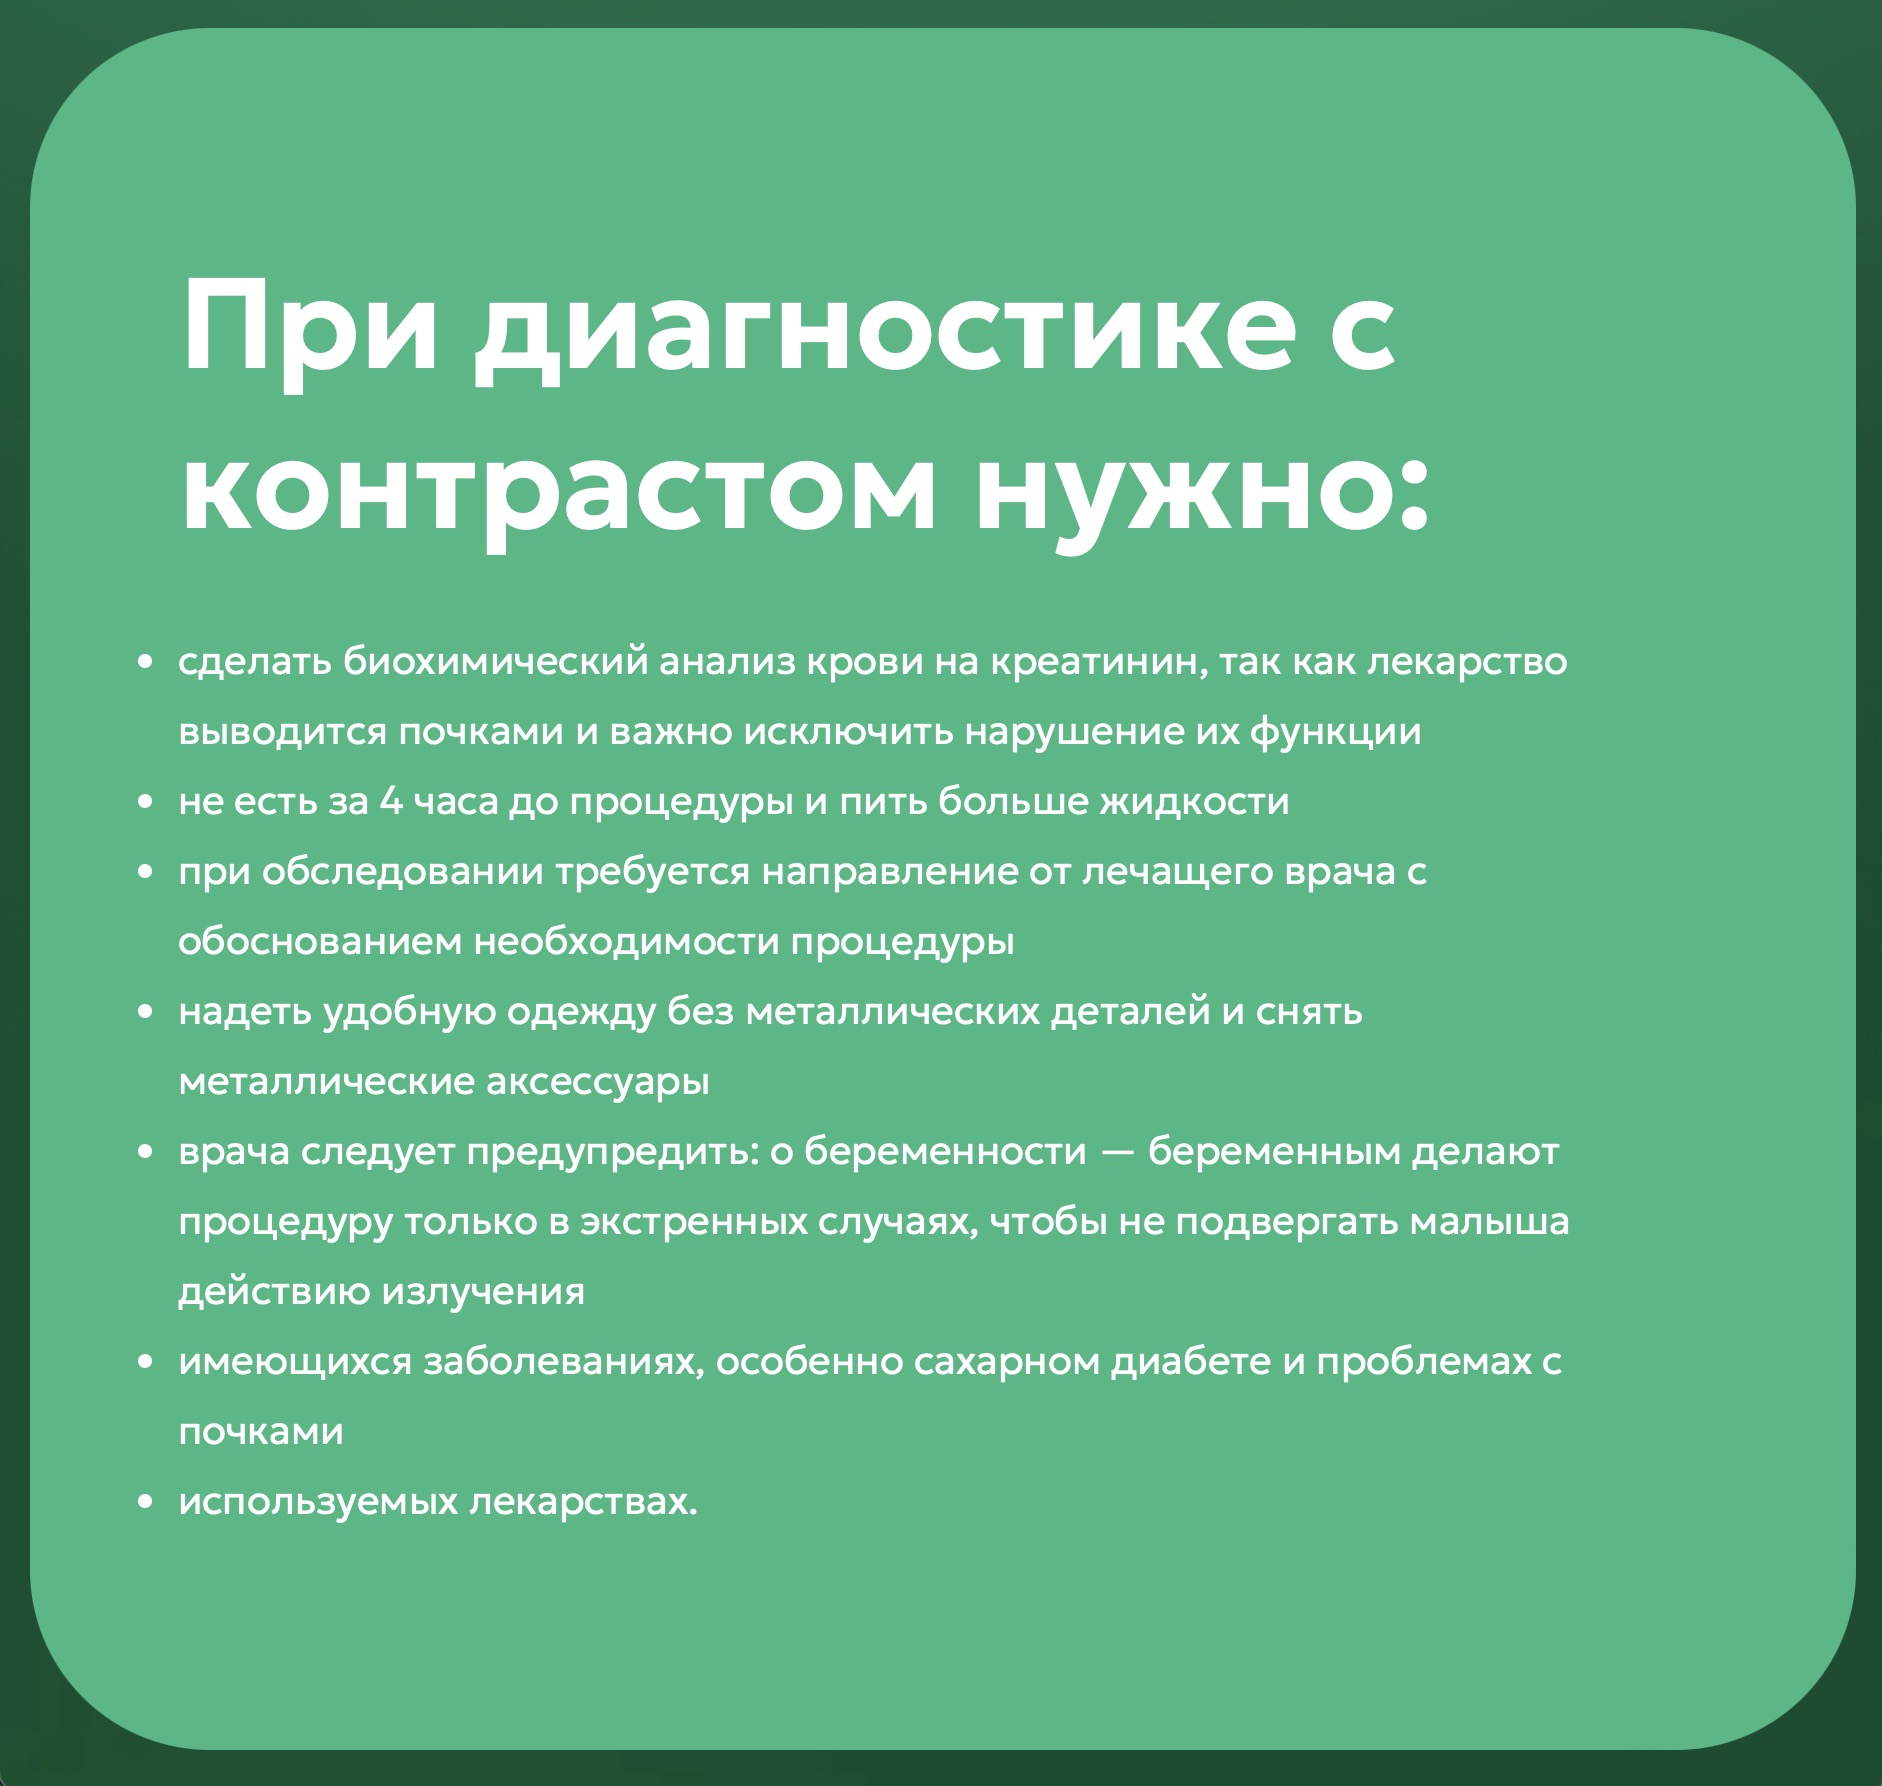 При диагностике с
контрастом нужно:
• сделать биохимический анализ крови на креатинин, так как лекарство
выводится почками и важно исключить нарушение их функции
• не есть за 4 часа до процедуры и пить больше жидкости
• при обследовании требуется направление от лечащего врача с
обоснованием необходимости процедуры
• надеть удобную одежду без металлических деталей и снять
металлические аксессуары
• врача следует предупредить: о беременности — беременным делают
процедуру только в экстренных случаях, чтобы не подвергать малыша
действию излучения
• имеющихся заболеваниях, особенно сахарном диабете и проблемах с
почками
• используемых лекарствах.